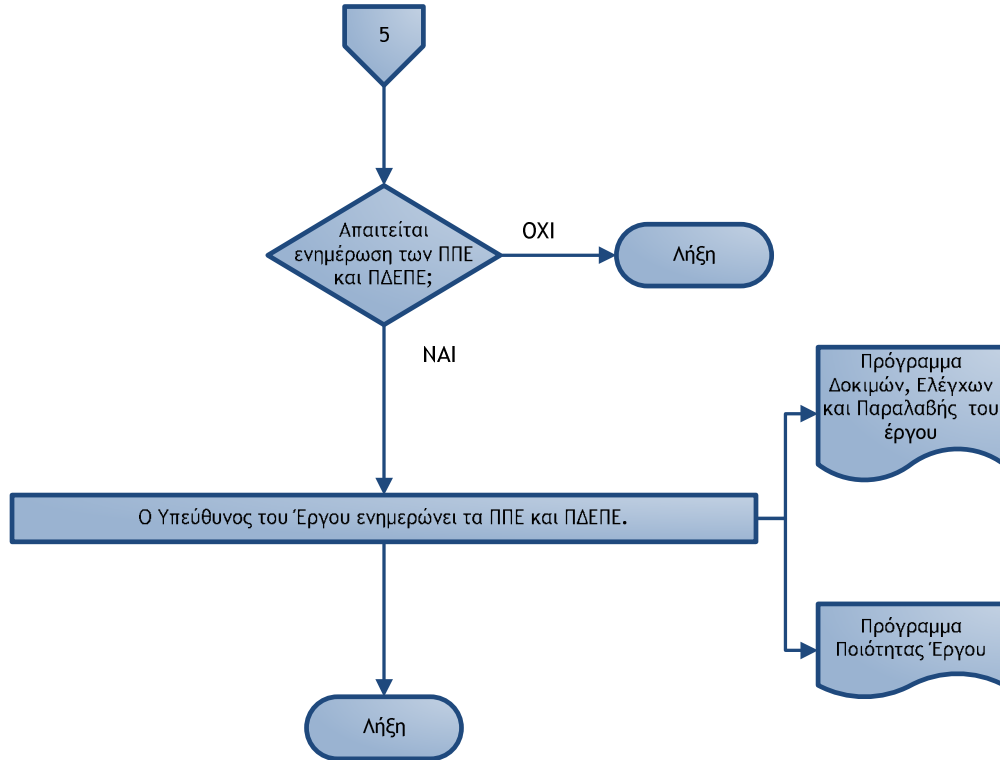 5
Απαιτείται
ενημέρωση των ΠΠΕ
και ΠΔΕΠΕ;
ΟΧΙ
Λήξη
ΝΑΙ
Πρόγραμμα
Δοκιμών, Ελέγχων
και Παραλαβής του
έργου
Ο Υπεύθυνος του Έργου ενημερώνει τα ΠΠΕ και ΠΔΕΠΕ.
Πρόγραμμα
Ποιότητας Έργου
Λήξη